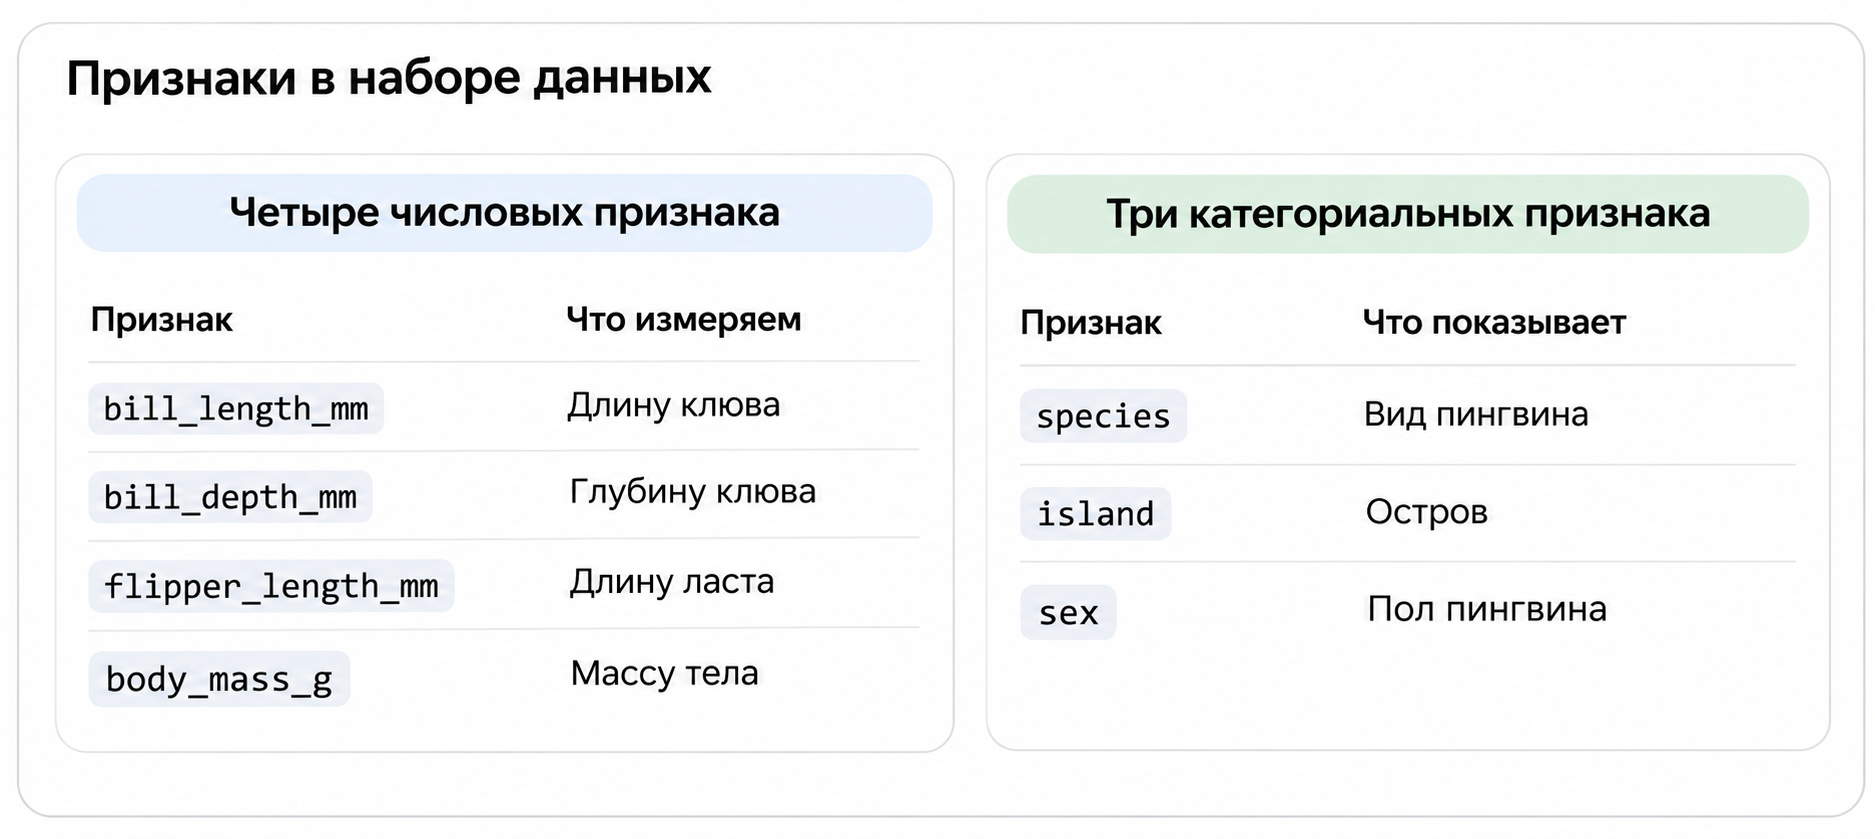 Признаки в наборе данных
Четыре числовых признака
Признак Что измеряем
bill_length_mm Длину клюва
bill_depth_mm Глубину клюва
flipper_length_mm Длину ласта
body_mass_g Массу тела
Три категориальных признака
Признак Что показывает
species Вид пингвина
island Остров
sex Пол пингвина